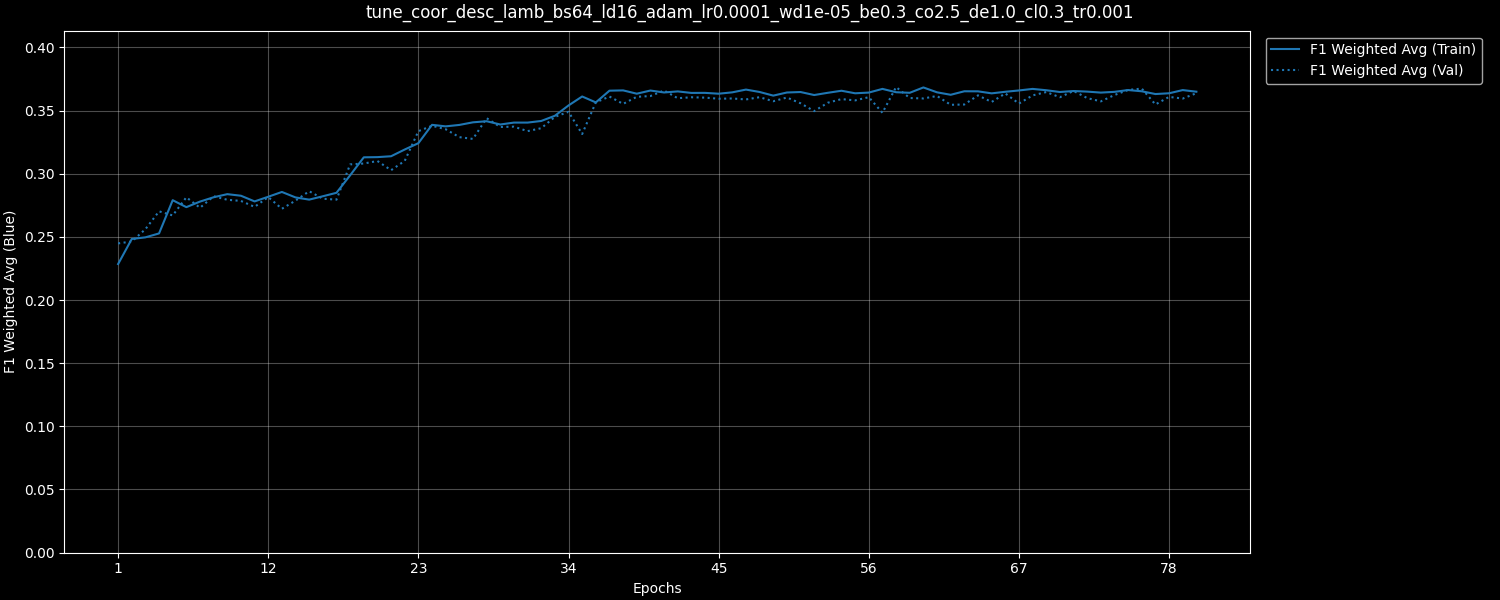 tune_coor_desc_lamb_bs64_ld16_adam_lr0.0001_wd1e-05_be0.3_co2.5_de1.0_cl0.3_tr0.001
F1 Weighted Avg (Train)
F1 Weighted Avg (Val)
F1 Weighted Avg (Blue)
0.40
0.35
0.30
0.25
0.20
0.15
0.10
0.05
0.00
1 12 23 34 45 56 67 78
Epochs